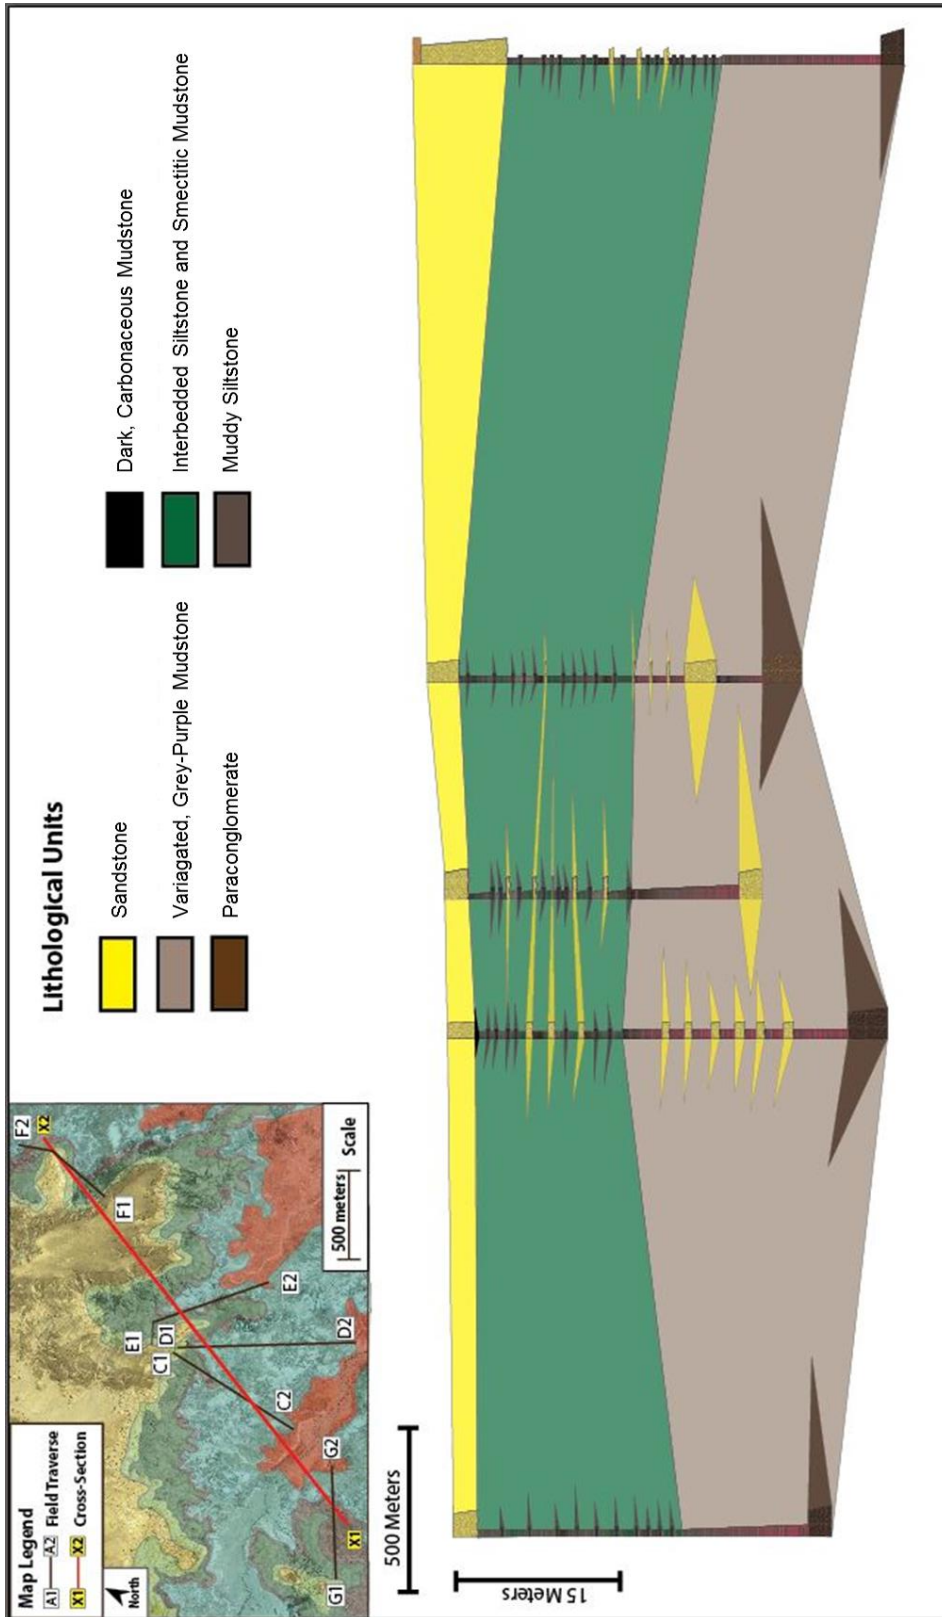 Map Legend
A1 A2 Field Traverse
X1 X2 Cross-Section
North
F2
X2
F1
E1
D1
C1
E2
D2
C2
G2
G1
X1
500 meters Scale
Lithological Units
Sandstone
Variagated, Grey-Purple Mudstone
Paraconglomerate
Dark, Carbonaceous Mudstone
Interbedded Siltstone and Smectitic Mudstone
Muddy Siltstone
500 Meters
15 Meters